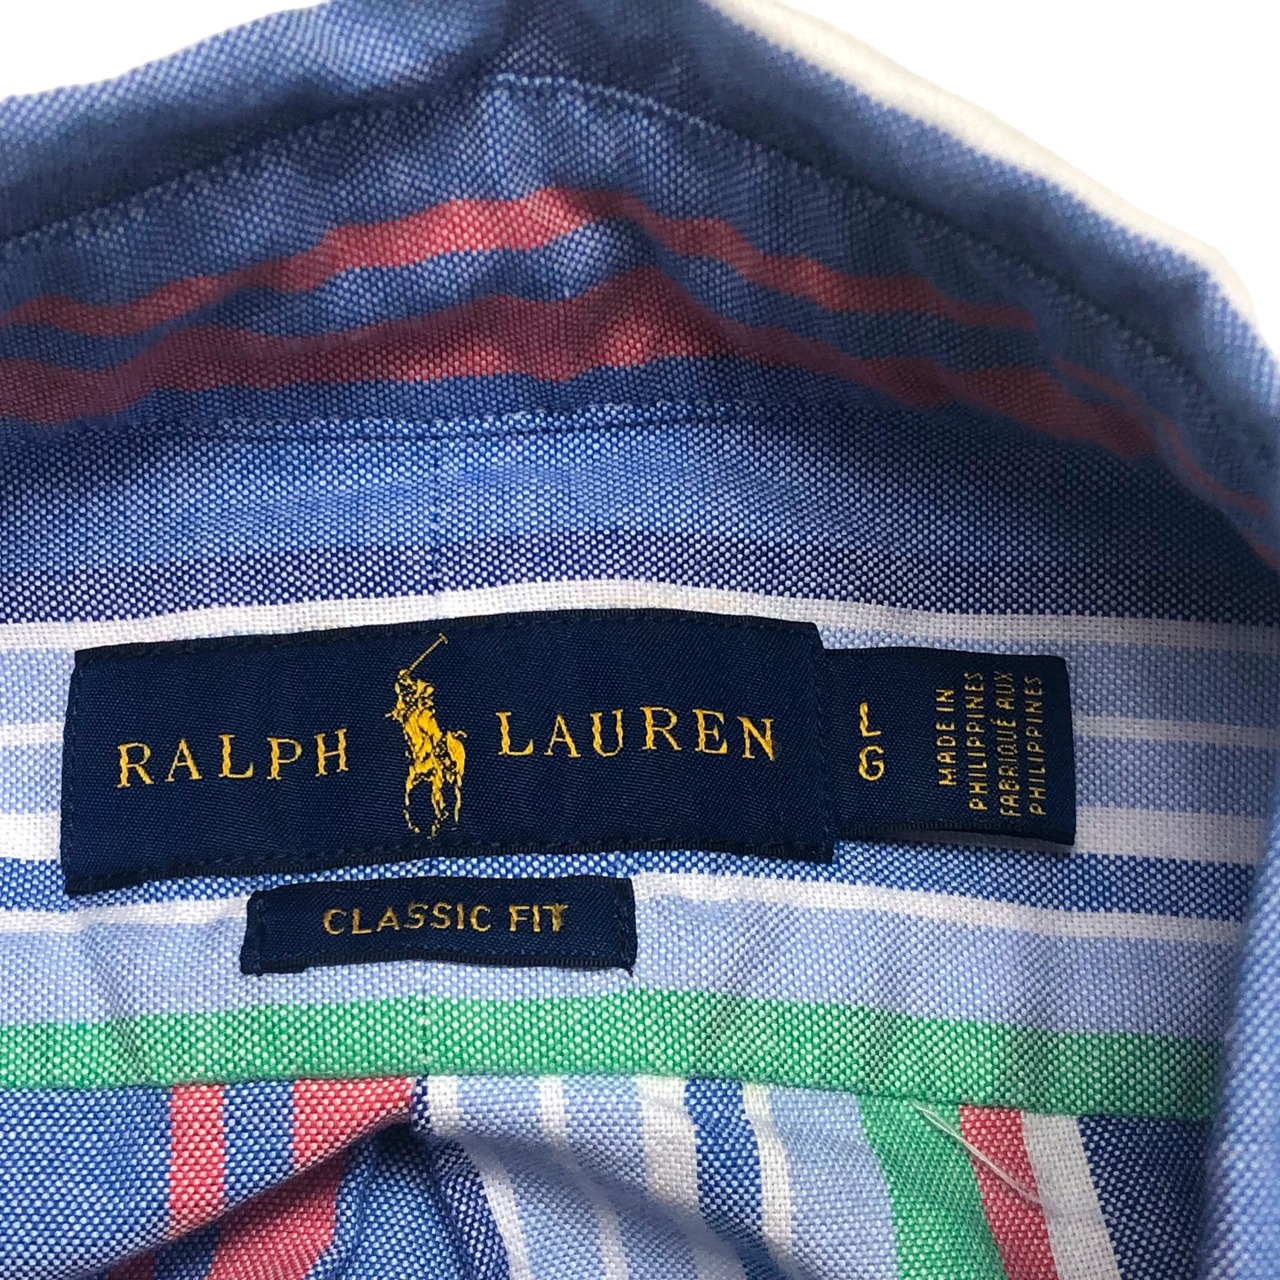 RALPH LAUREN
L
G
MADE IN
PHILIPPINES
FABRIQUÉ AUX
PHILIPPINES
CLASSIC FIT